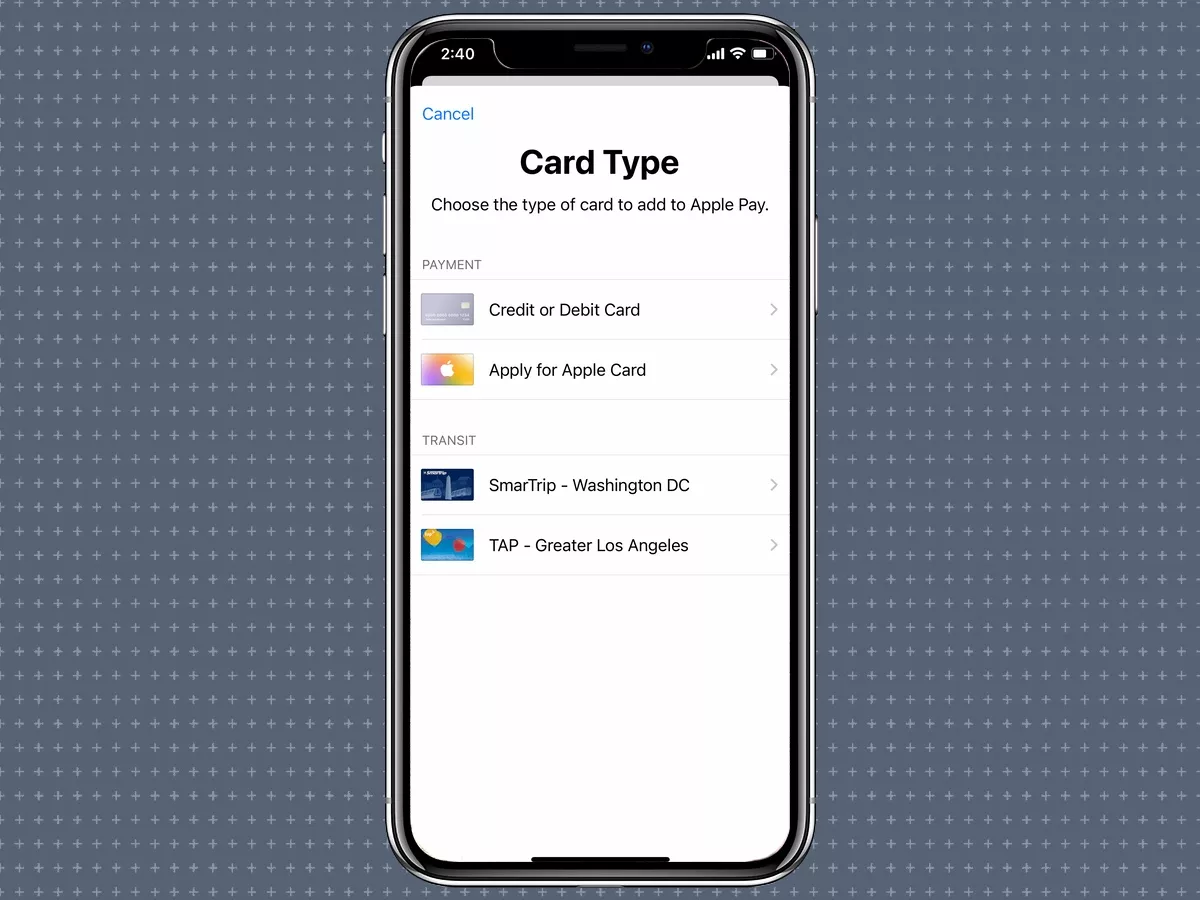 2:40
Cancel
Card Type
Choose the type of card to add to Apple Pay.
PAYMENT
Credit or Debit Card
Apply for Apple Card
TRANSIT
SmarTrip
SmarTrip - Washington DC
TAP - Greater Los Angeles